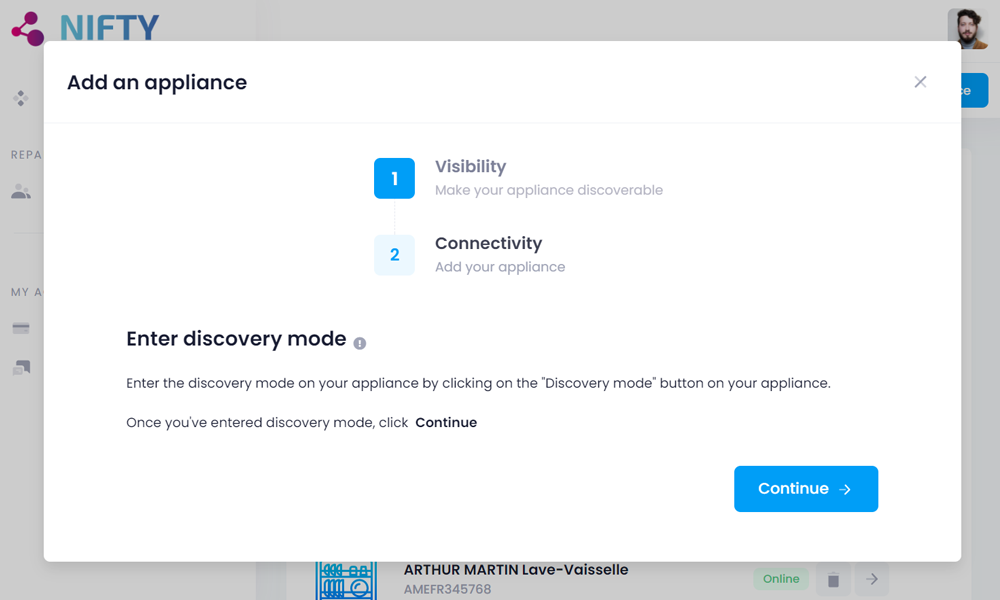 NIFTY
Add an appliance
ce
REPA
1
Visibility
Make your appliance discoverable
2
Connectivity
Add your appliance
MY A
Enter discovery mode
Enter the discovery mode on your appliance by clicking on the "Discovery mode" button on your appliance.
Once you've entered discovery mode, click Continue
Continue
ARTHUR MARTIN Lave-Vaisselle
AMEFR345768
Online